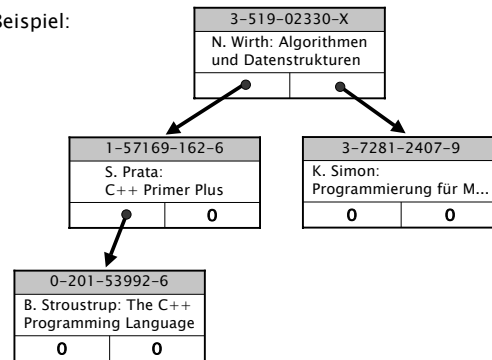 Beispiel:
3-519-02330-X
N. Wirth: Algorithmen
und Datenstrukturen
1-57169-162-6
S. Prata:
C++ Primer Plus
0
3-7281-2407-9
K. Simon:
Programmierung für M...
0 0
0-201-53992-6
B. Stroustrup: The C++
Programming Language
0 0